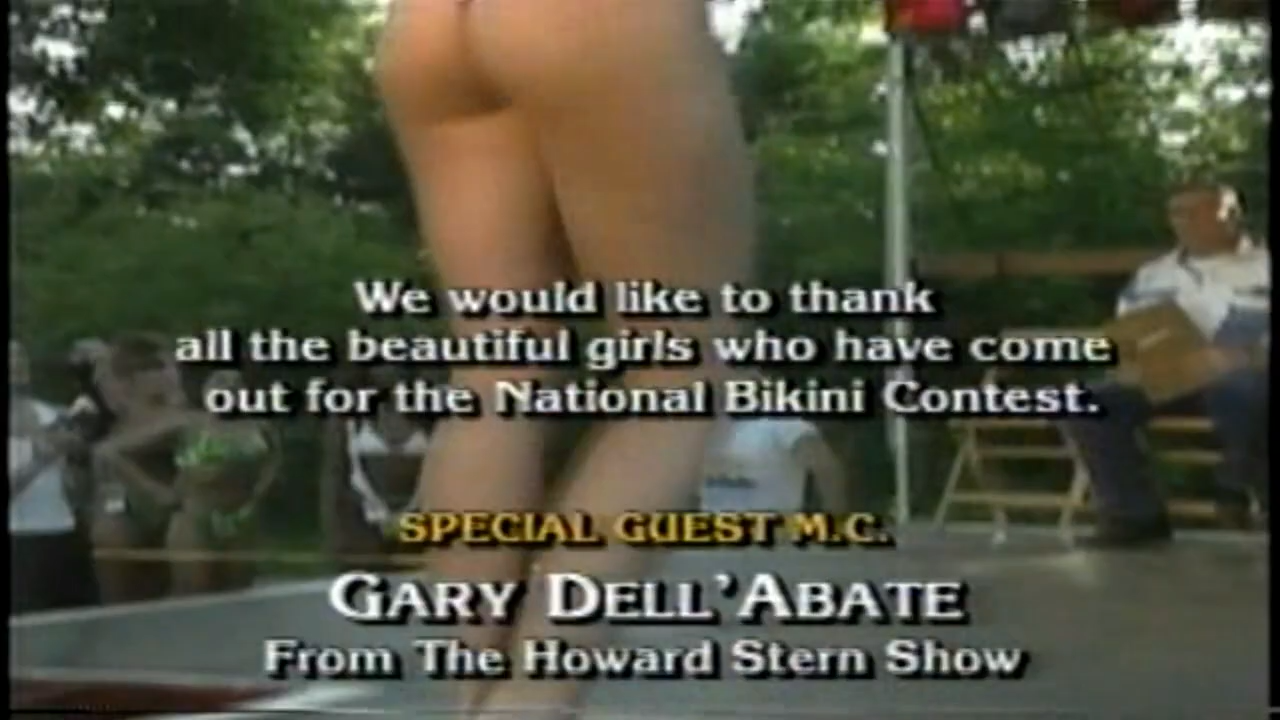 We would like to thank
all the beautiful girls who have come
out for the National Bikini Contest.
SPECIAL GUEST M.C.
GARY DELL'ABATE
From The Howard Stern Show